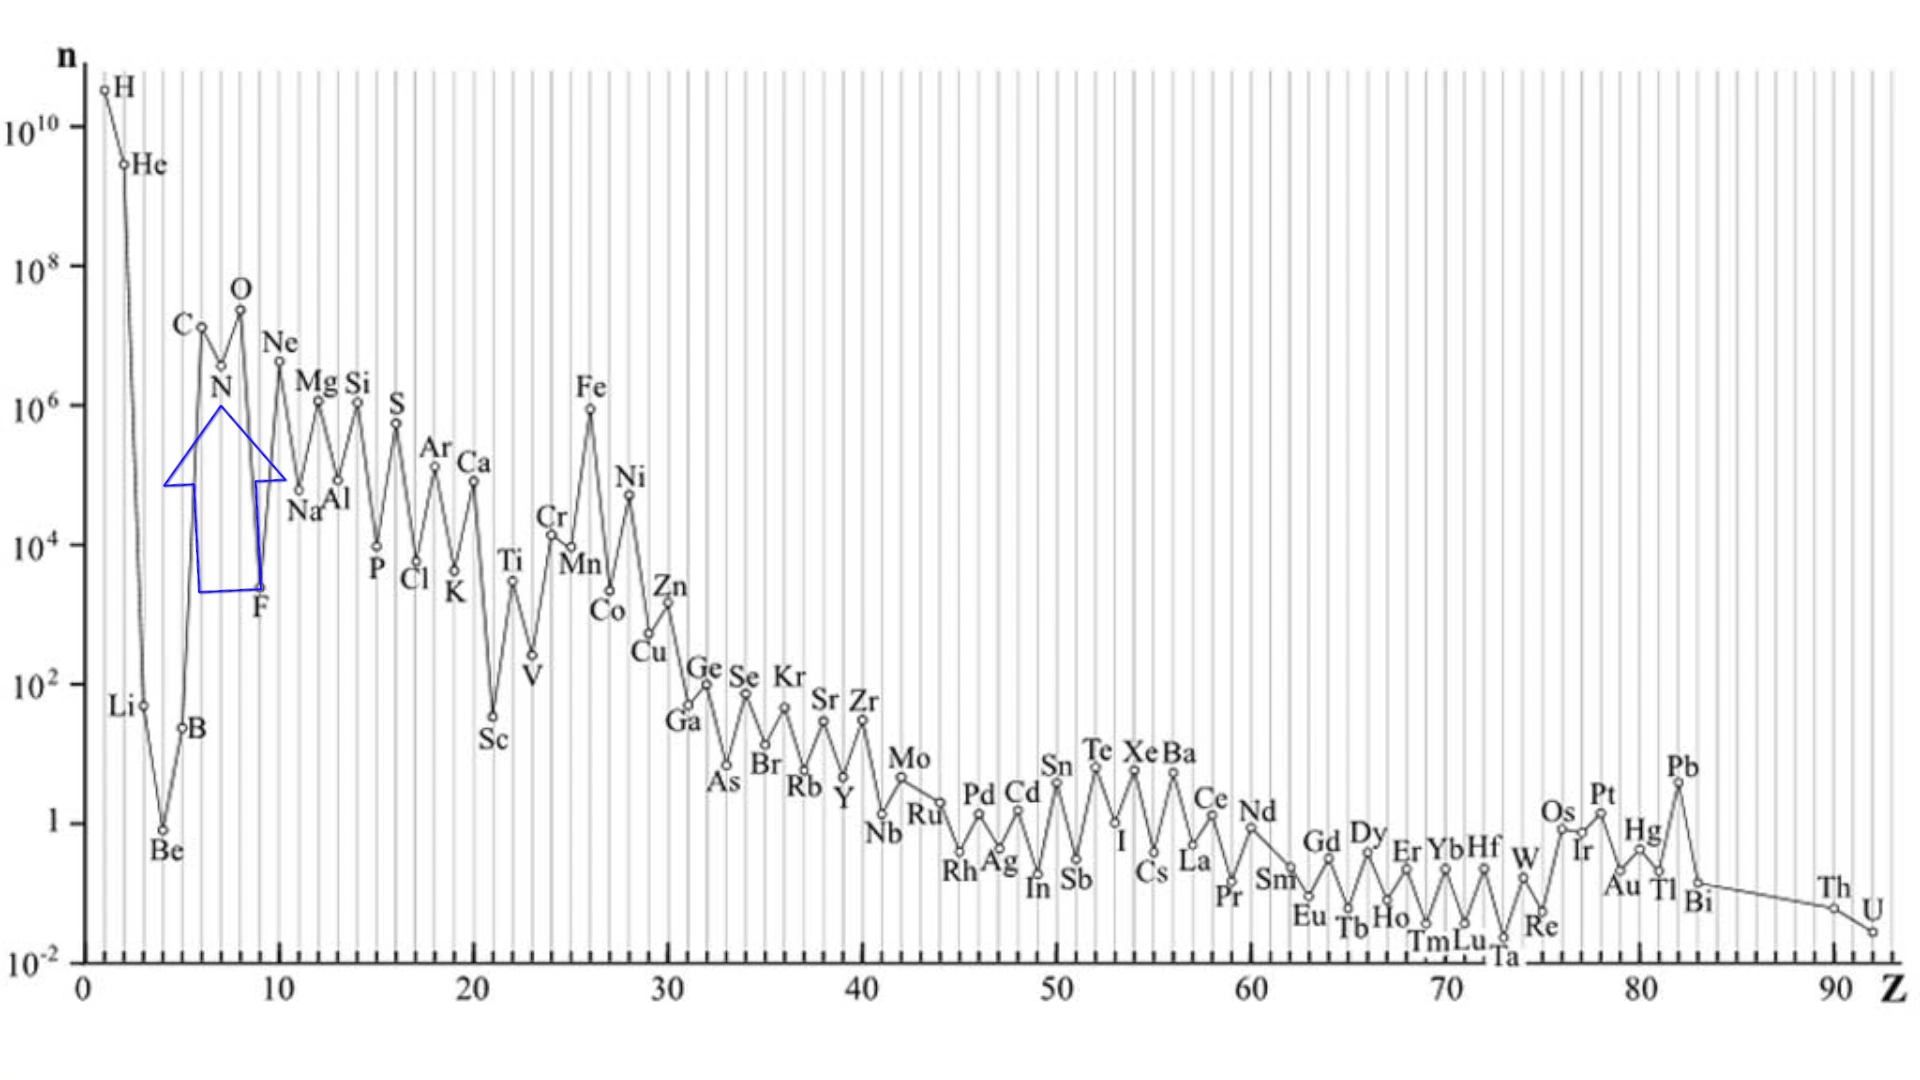 n
H
10^10
He
10^8
O
C
Ne
N
Mg Si
Fe
10^6
S
Ar
Ca
Ni
Na Al
Cr
10^4
Ti
Mn
P
Cl
K
Zn
F
Co
Cu
V
Ge Se Kr
10^2
Sr Zr
Li
Ga
B
Sc
Te Xe Ba
Mo
Sn
Pb
Br
As
Rb
Y
Pd Cd
Ce
Pt
Os
Nd
Ru
1
Nb
Hg
Dy
Gd
Er Yb Hf
W
Be
I
La
Ir
Rh Ag
Cs
In
Sb
Sm
Pr
Au Tl
Th
Bi
U
Eu
Tb
Ho
Re
Tm Lu
Ta
10^-2
0 10 20 30 40 50 60 70 80 90 Z